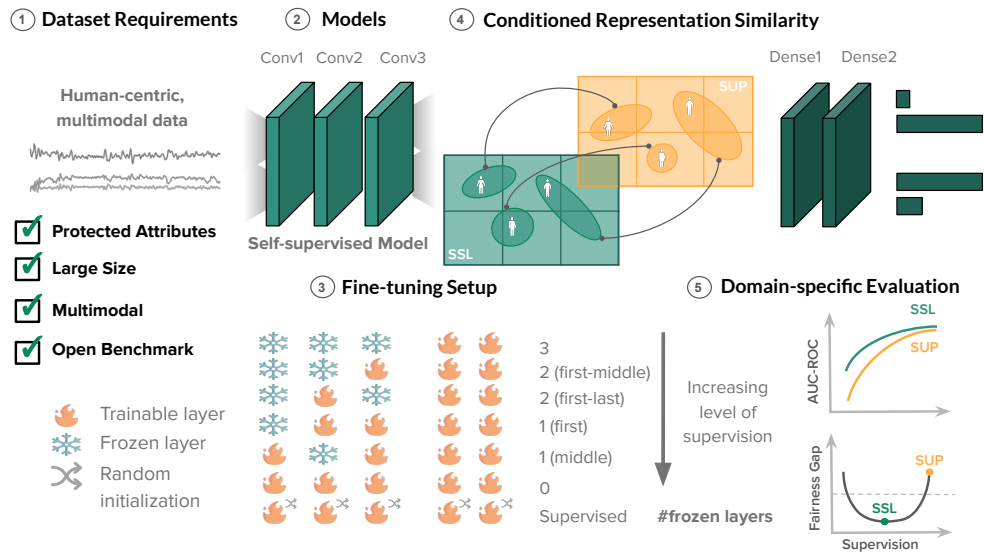 1 Dataset Requirements
Human-centric,
multimodal data
Protected Attributes
Large Size
Multimodal
Open Benchmark
Trainable layer
Frozen layer
Random
initialization
2 Models
Conv1 Conv2 Conv3
Self-supervised Model
4 Conditioned Representation Similarity
SUP
SSL
Dense1 Dense2
3 Fine-tuning Setup
3
2 (first-middle)
2 (first-last)
1 (first)
1 (middle)
0
Supervised
Increasing
level of
supervision
#frozen layers
5 Domain-specific Evaluation
AUC-ROC
SSL
SUP
Fairness Gap
SUP
SSL
Supervision